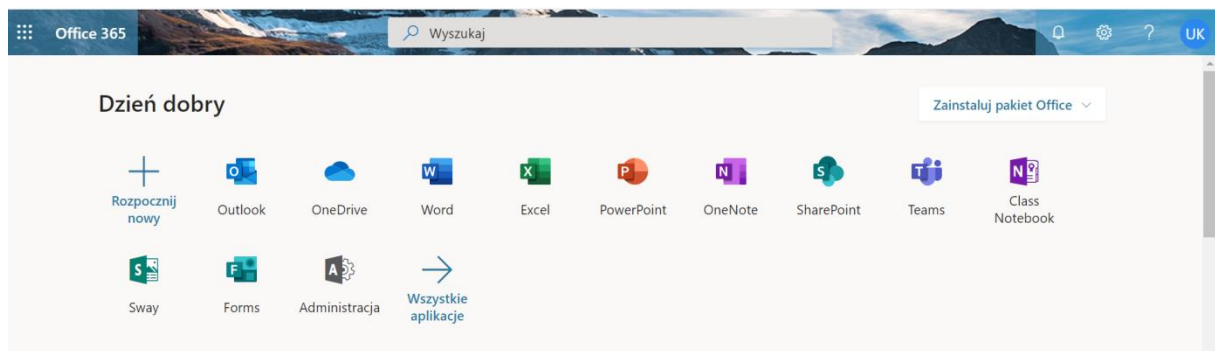 Office 365
Wyszukaj
UK
Dzień dobry
Zainstaluj pakiet Office
Rozpocznij
nowy
Outlook
OneDrive
Word
Excel
PowerPoint
OneNote
SharePoint
Teams
Class
Notebook
Sway
Forms
Administracja
Wszystkie
aplikacje